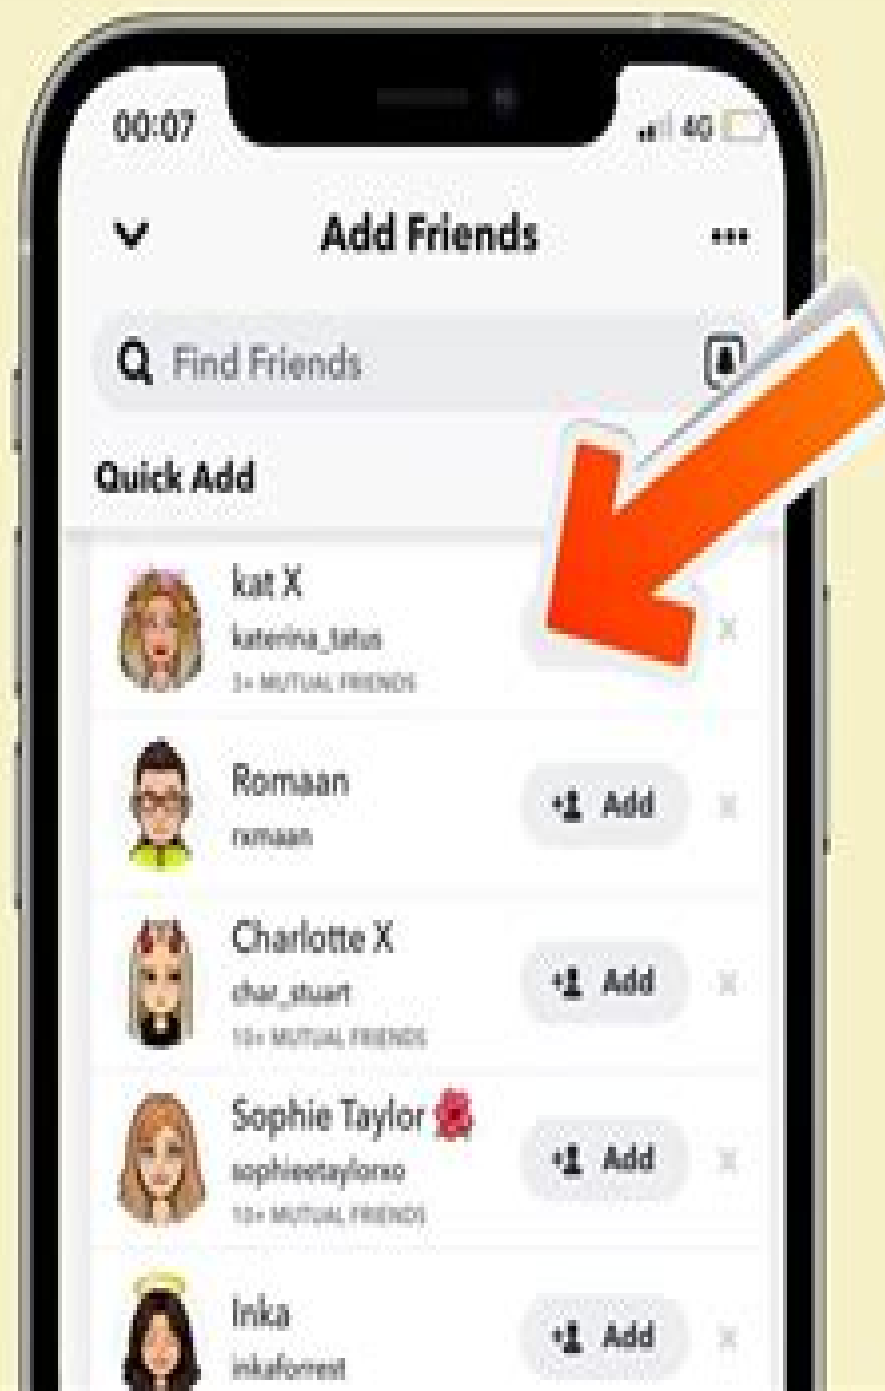 00:07
4G
Add Friends
Find Friends
Quick Add
kat X
katerina_tatus
3+ MUTUAL FRIENDS
Romaan
rxmaan
Add
Charlotte X
char_stuart
10+ MUTUAL FRIENDS
Add
Sophie Taylor
sophieetaylorxo
10+ MUTUAL FRIENDS
Add
Inka
inkaforrest
Add